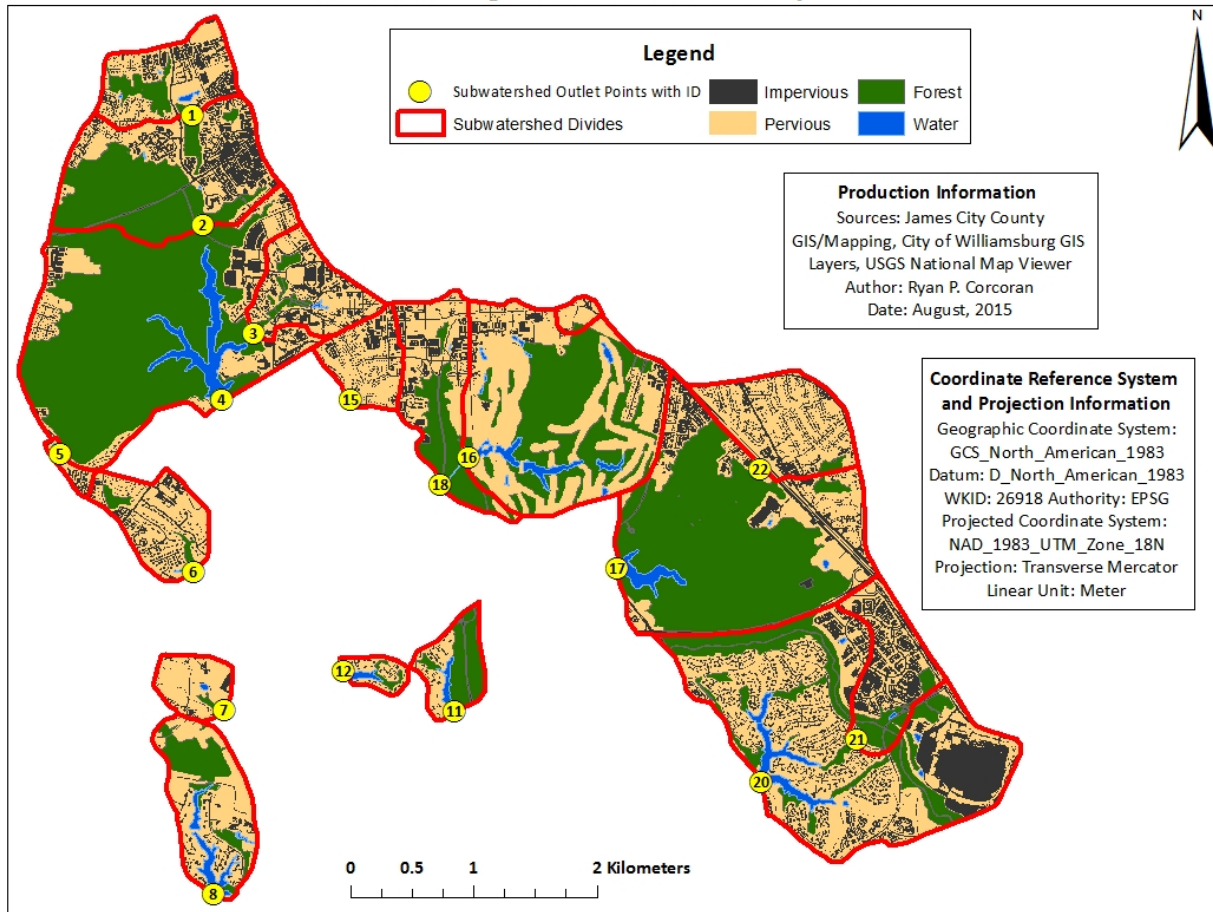 N
Legend
Subwatershed Outlet Points with ID
Impervious
Forest
Subwatershed Divides
Pervious
Water
Production Information
Sources: James City County
GIS/Mapping, City of Williamsburg GIS
Layers, USGS National Map Viewer
Author: Ryan P. Corcoran
Date: August, 2015
Coordinate Reference System
and Projection Information
Geographic Coordinate System:
GCS_North_American_1983
Datum: D_North_American_1983
WKID: 26918 Authority: EPSG
Projected Coordinate System:
NAD_1983_UTM_Zone_18N
Projection: Transverse Mercator
Linear Unit: Meter
1
2
3
4
15
5
16
22
18
6
17
12
7
11
21
20
8
0 0.5 1 2 Kilometers